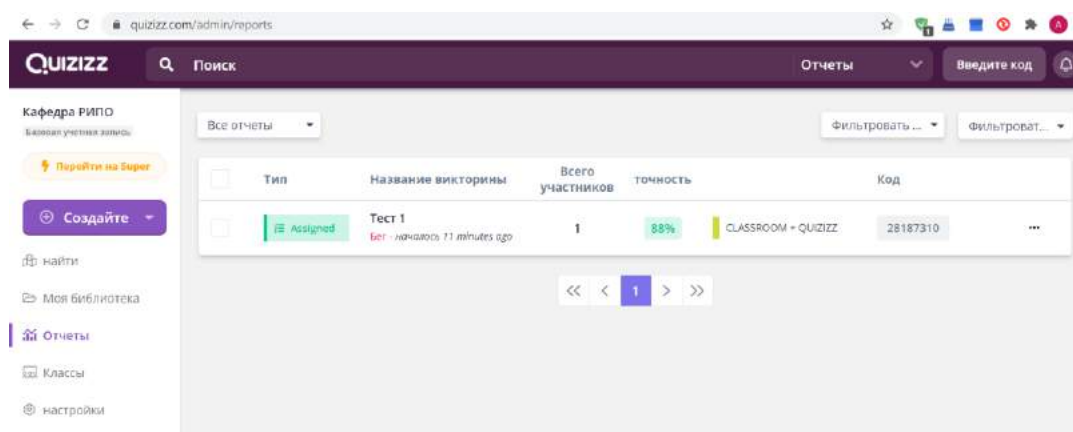 quizizz.com/admin/reports
1
A
QUIZIZZ
Поиск
Отчеты
Введите код
Кафедра РИПО
Базовая учетная запись
Перейти на Super
Создайте
найти
Моя библиотека
Отчеты
Классы
настройки
Все отчеты
Фильтровать ...
Фильтроват...
Тип
Название викторины
Всего участников
точность
Код
Assigned
Тест 1
Бег - началось 11 minutes ago
1
88%
CLASSROOM + QUIZIZZ
28187310
...
<< < 1 > >>